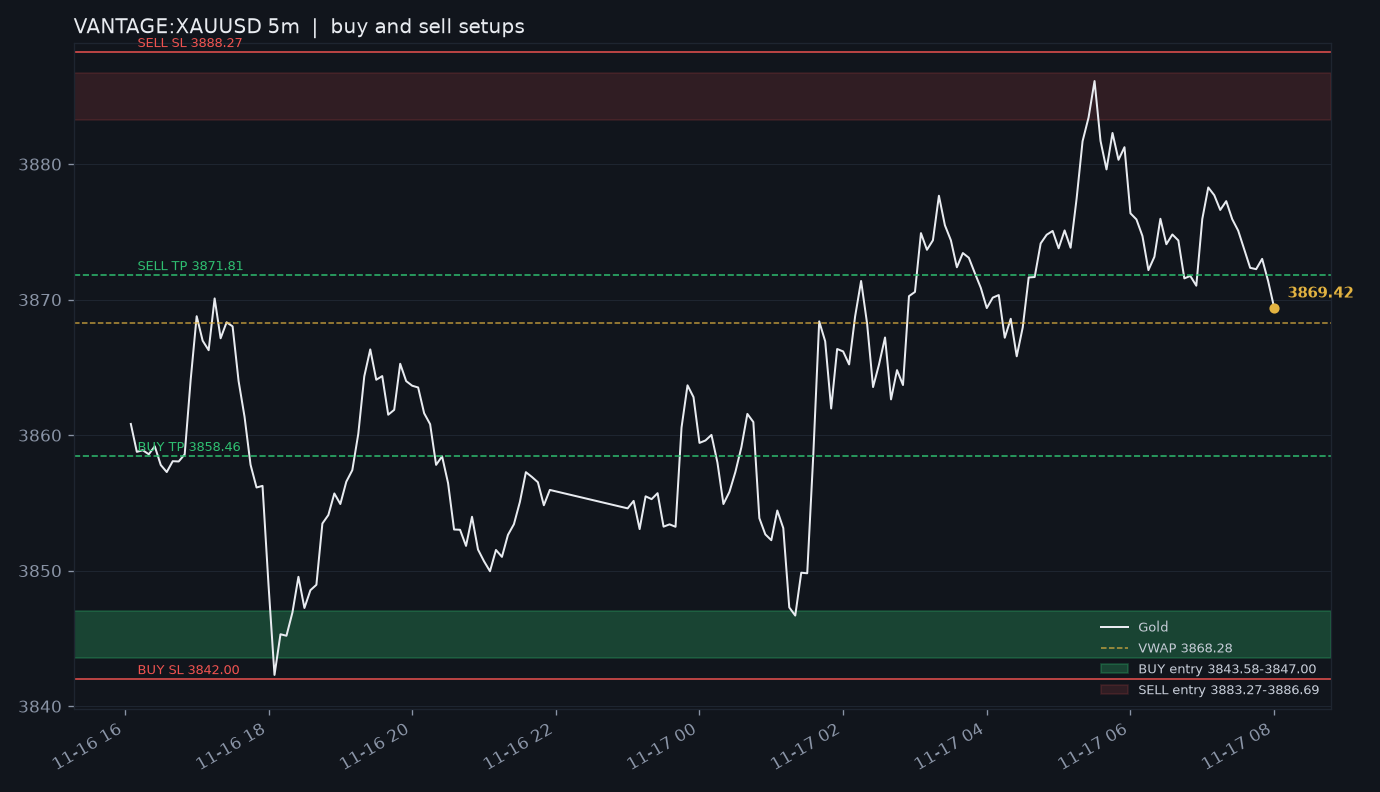 VANTAGE:XAUUSD 5m | buy and sell setups
SELL SL 3888.27
3880
SELL TP 3871.81
3869.42
3870
3860
BUY TP 3858.46
3850
Gold
VWAP 3868.28
BUY entry 3843.58-3847.00
SELL entry 3883.27-3886.69
BUY SL 3842.00
3840
11-16 16
11-16 18
11-16 20
11-16 22
11-17 00
11-17 02
11-17 04
11-17 06
11-17 08